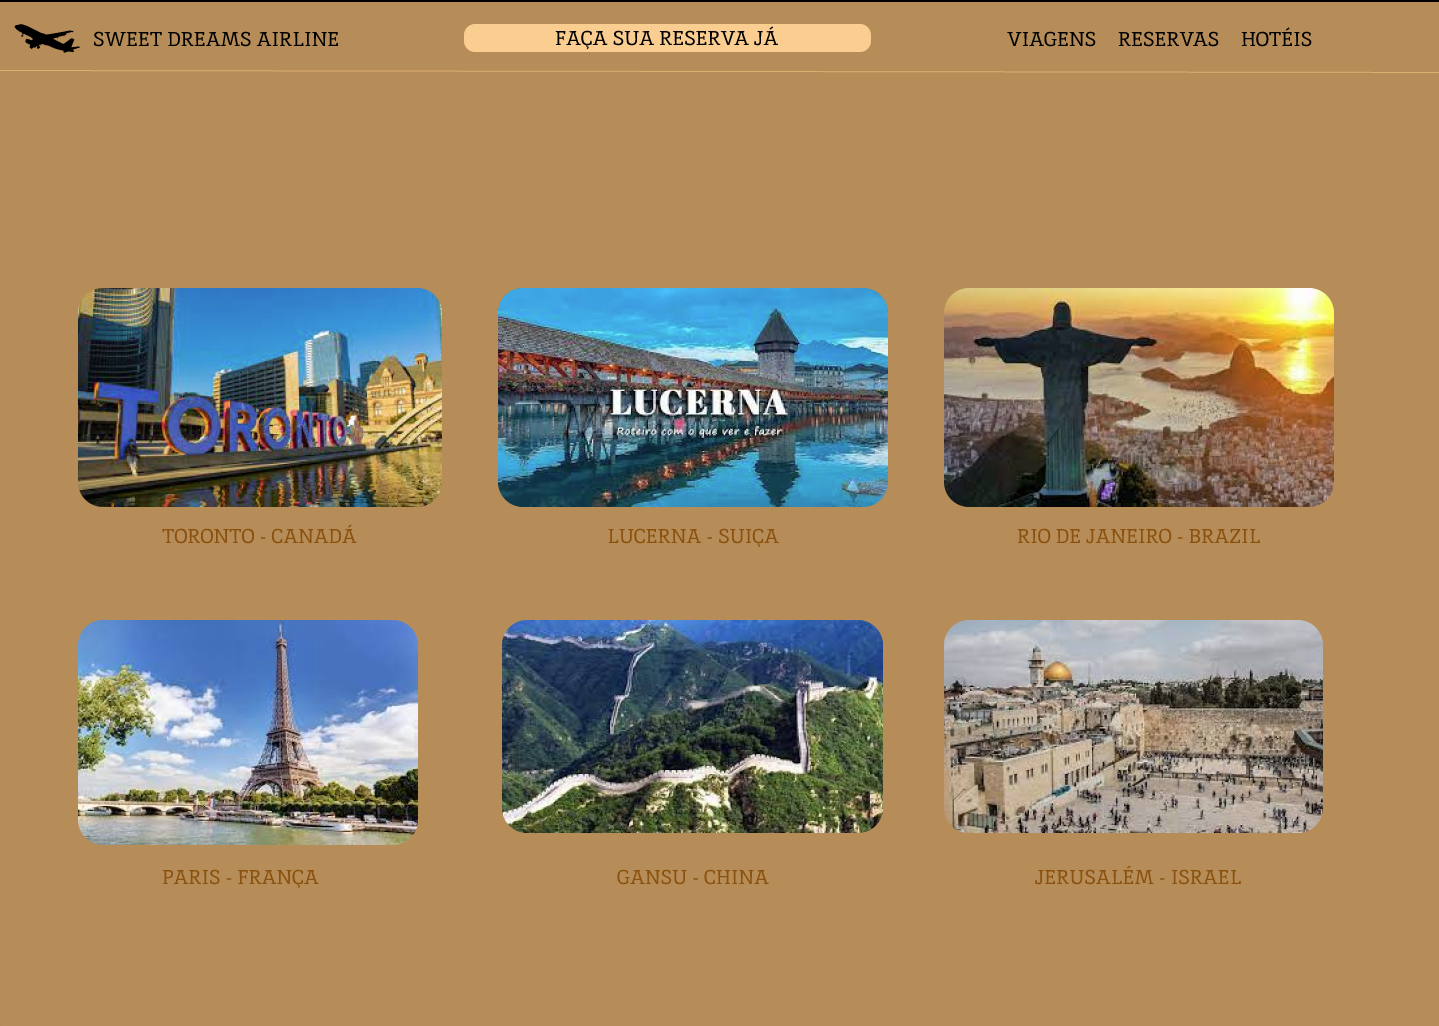 SWEET DREAMS AIRLINE
FAÇA SUA RESERVA JÁ
VIAGENS RESERVAS HOTÉIS
TORONTO
LUCERNA
Roteiro com o que ver e fazer
TORONTO - CANADÁ
LUCERNA - SUIÇA
RIO DE JANEIRO - BRAZIL
PARIS - FRANÇA
GANSU - CHINA
JERUSALÉM - ISRAEL